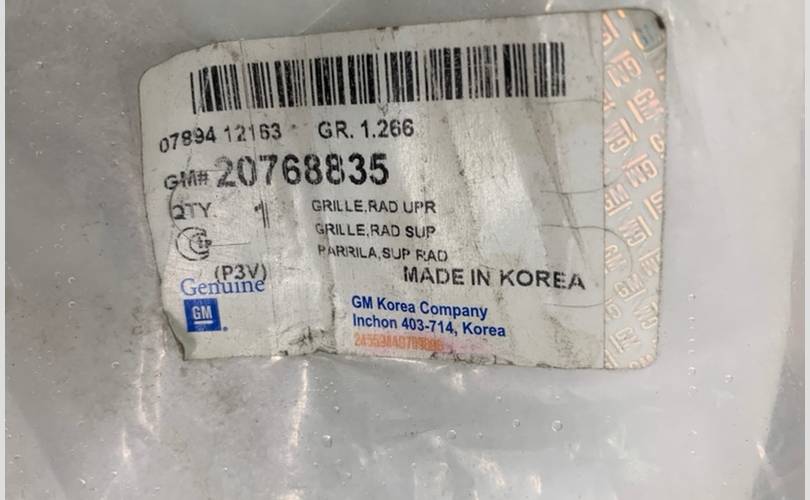 07894 12163 GR. 1.266
GM# 20768835
QTY. 1 GRILLE,RAD UPR
GRILLE,RAD SUP
PARRILA,SUP RAD
(P3V) MADE IN KOREA
Genuine
GM
GM Korea Company
Inchon 403-714, Korea